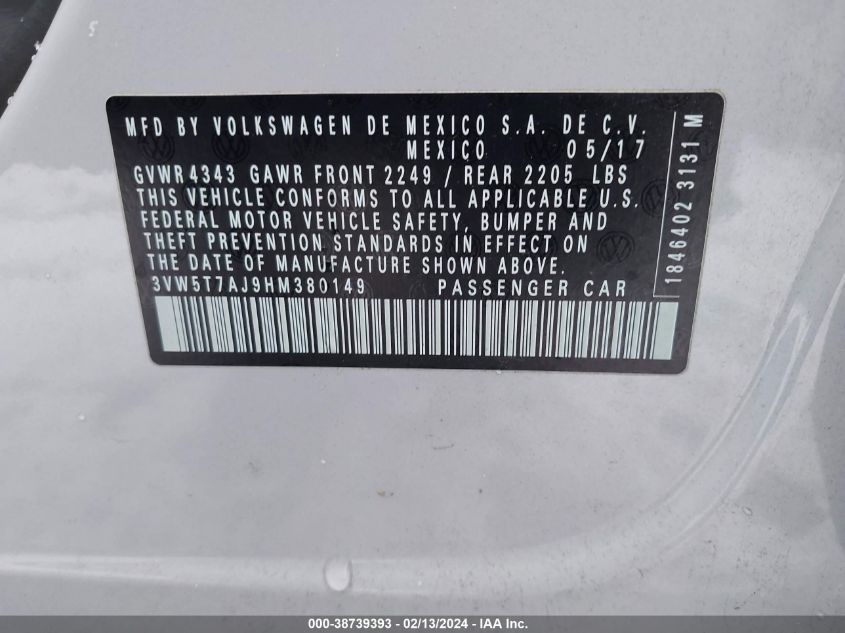 MFD BY VOLKSWAGEN DE MEXICO S.A. DE C.V.
MEXICO 05/17
GVWR4343 GAWR FRONT 2249 / REAR 2205 LBS
THIS VEHICLE CONFORMS TO ALL APPLICABLE U.S.
FEDERAL MOTOR VEHICLE SAFETY, BUMPER AND
THEFT PREVENTION STANDARDS IN EFFECT ON
THE DATE OF MANUFACTURE SHOWN ABOVE.
3VW5T7AJ9HM380149 PASSENGER CAR
1846402 3131 M
000-38739393 - 02/13/2024 - IAA Inc.